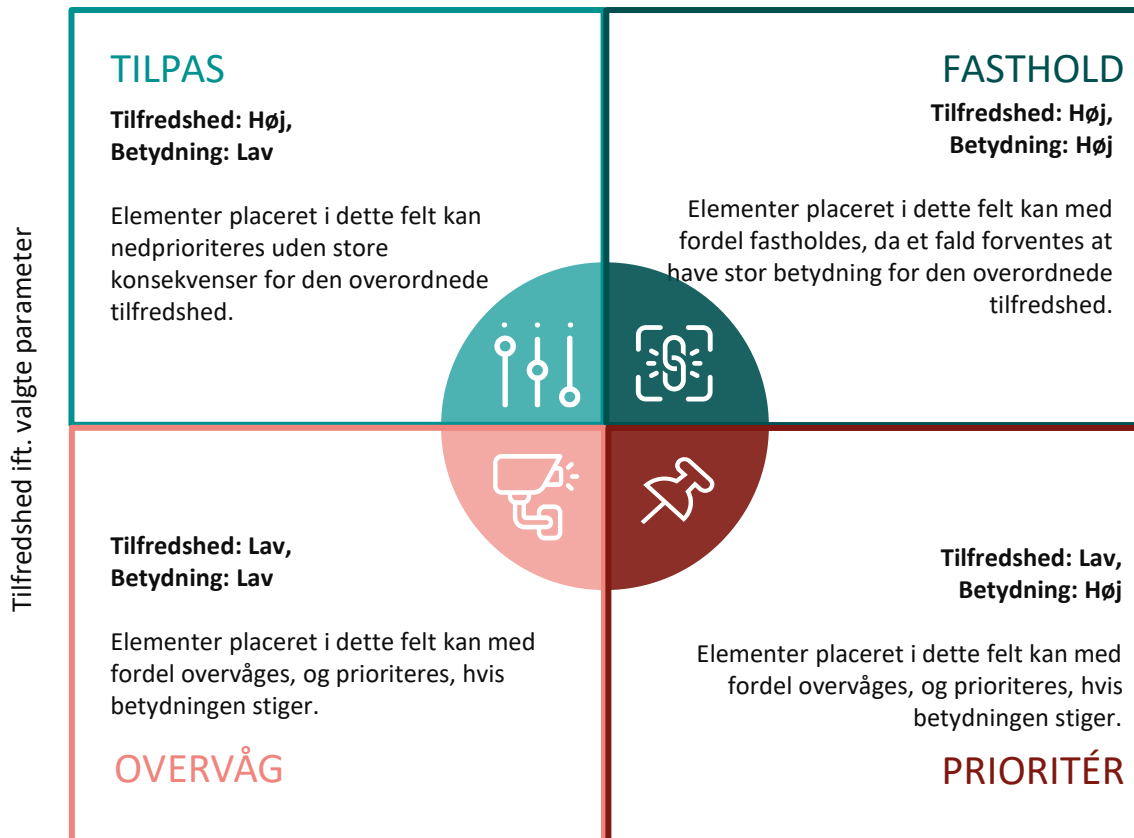 Tilfredshed ift. valgte parameter
TILPAS
Tilfredshed: Høj,
Betydning: Lav
Elementer placeret i dette felt kan
nedprioriteres uden store
konsekvenser for den overordnede
tilfredshed.
FASTHOLD
Tilfredshed: Høj,
Betydning: Høj
Elementer placeret i dette felt kan med
fordel fastholdes, da et fald forventes at
have stor betydning for den overordnede
tilfredshed.
Tilfredshed: Lav,
Betydning: Lav
Elementer placeret i dette felt kan med
fordel overvåges, og prioriteres, hvis
betydningen stiger.
OVERVÅG
Tilfredshed: Lav,
Betydning: Høj
Elementer placeret i dette felt kan med
fordel overvåges, og prioriteres, hvis
betydningen stiger.
PRIORITÉR